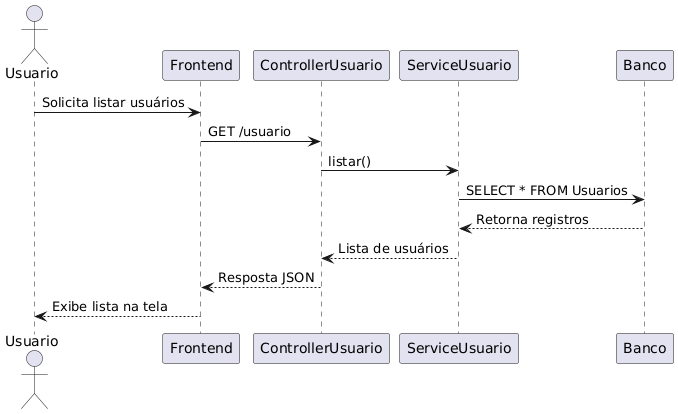 Usuario
Frontend
ControllerUsuario
ServiceUsuario
Banco
Solicita listar usuários
GET /usuario
listar()
SELECT * FROM Usuarios
Retorna registros
Lista de usuários
Resposta JSON
Exibe lista na tela
Usuario
Frontend
ControllerUsuario
ServiceUsuario
Banco